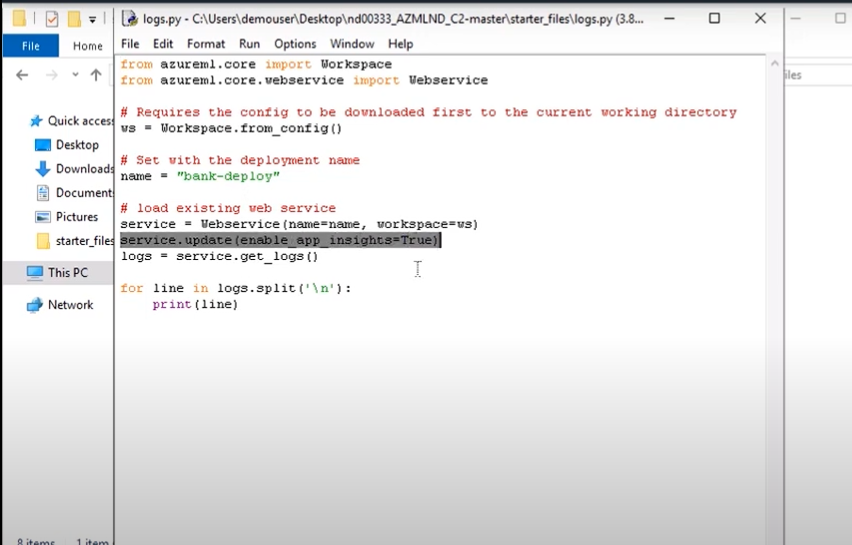 logs.py - C:\Users\demouser\Desktop\nd00333_AZMLND_C2-master\starter_files\logs.py (3.8...
File Home
File Edit Format Run Options Window Help
Quick access
Desktop
Downloads
Documents
Pictures
starter_files
This PC
Network
from azureml.core import Workspace
from azureml.core.webservice import Webservice
# Requires the config to be downloaded first to the current working directory
ws = Workspace.from_config()
# Set with the deployment name
name = "bank-deploy"
# load existing web service
service = Webservice(name=name, workspace=ws)
service.update(enable_app_insights=True)
logs = service.get_logs()
for line in logs.split('\n'):
    print(line)
iles
8 items 1 item